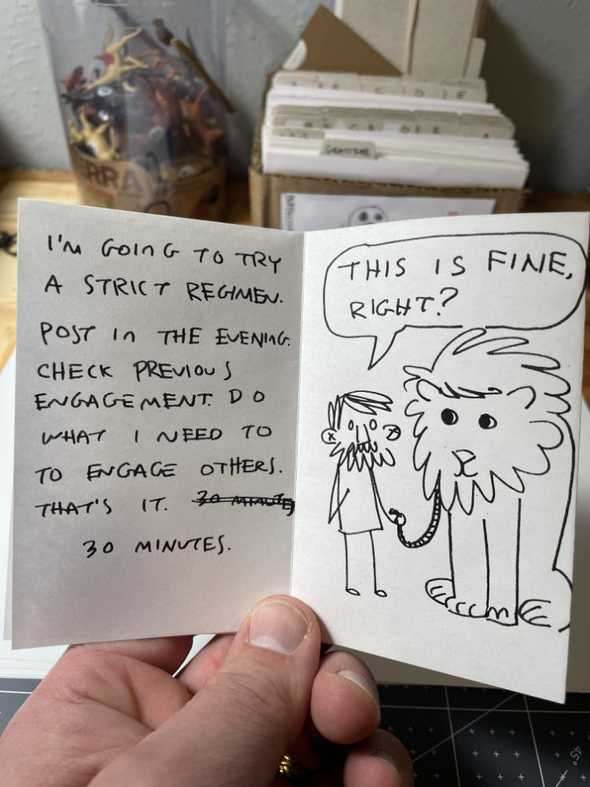 I'M GOING TO TRY
A STRICT REGIMEN.
POST IN THE EVENING.
CHECK PREVIOUS
ENGAGEMENT. DO
WHAT I NEED TO
TO ENGAGE OTHERS.
THAT'S IT. 30 MINUTES
30 MINUTES.
THIS IS FINE,
RIGHT?